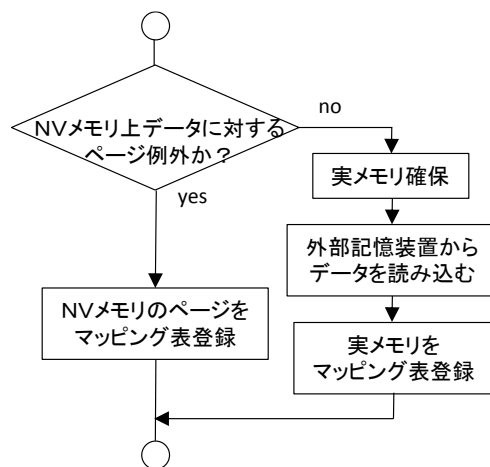 NVメモリ上データに対する
ページ例外か？
no
yes
実メモリ確保
外部記憶装置から
データを読み込む
NVメモリのページを
マッピング表登録
実メモリを
マッピング表登録